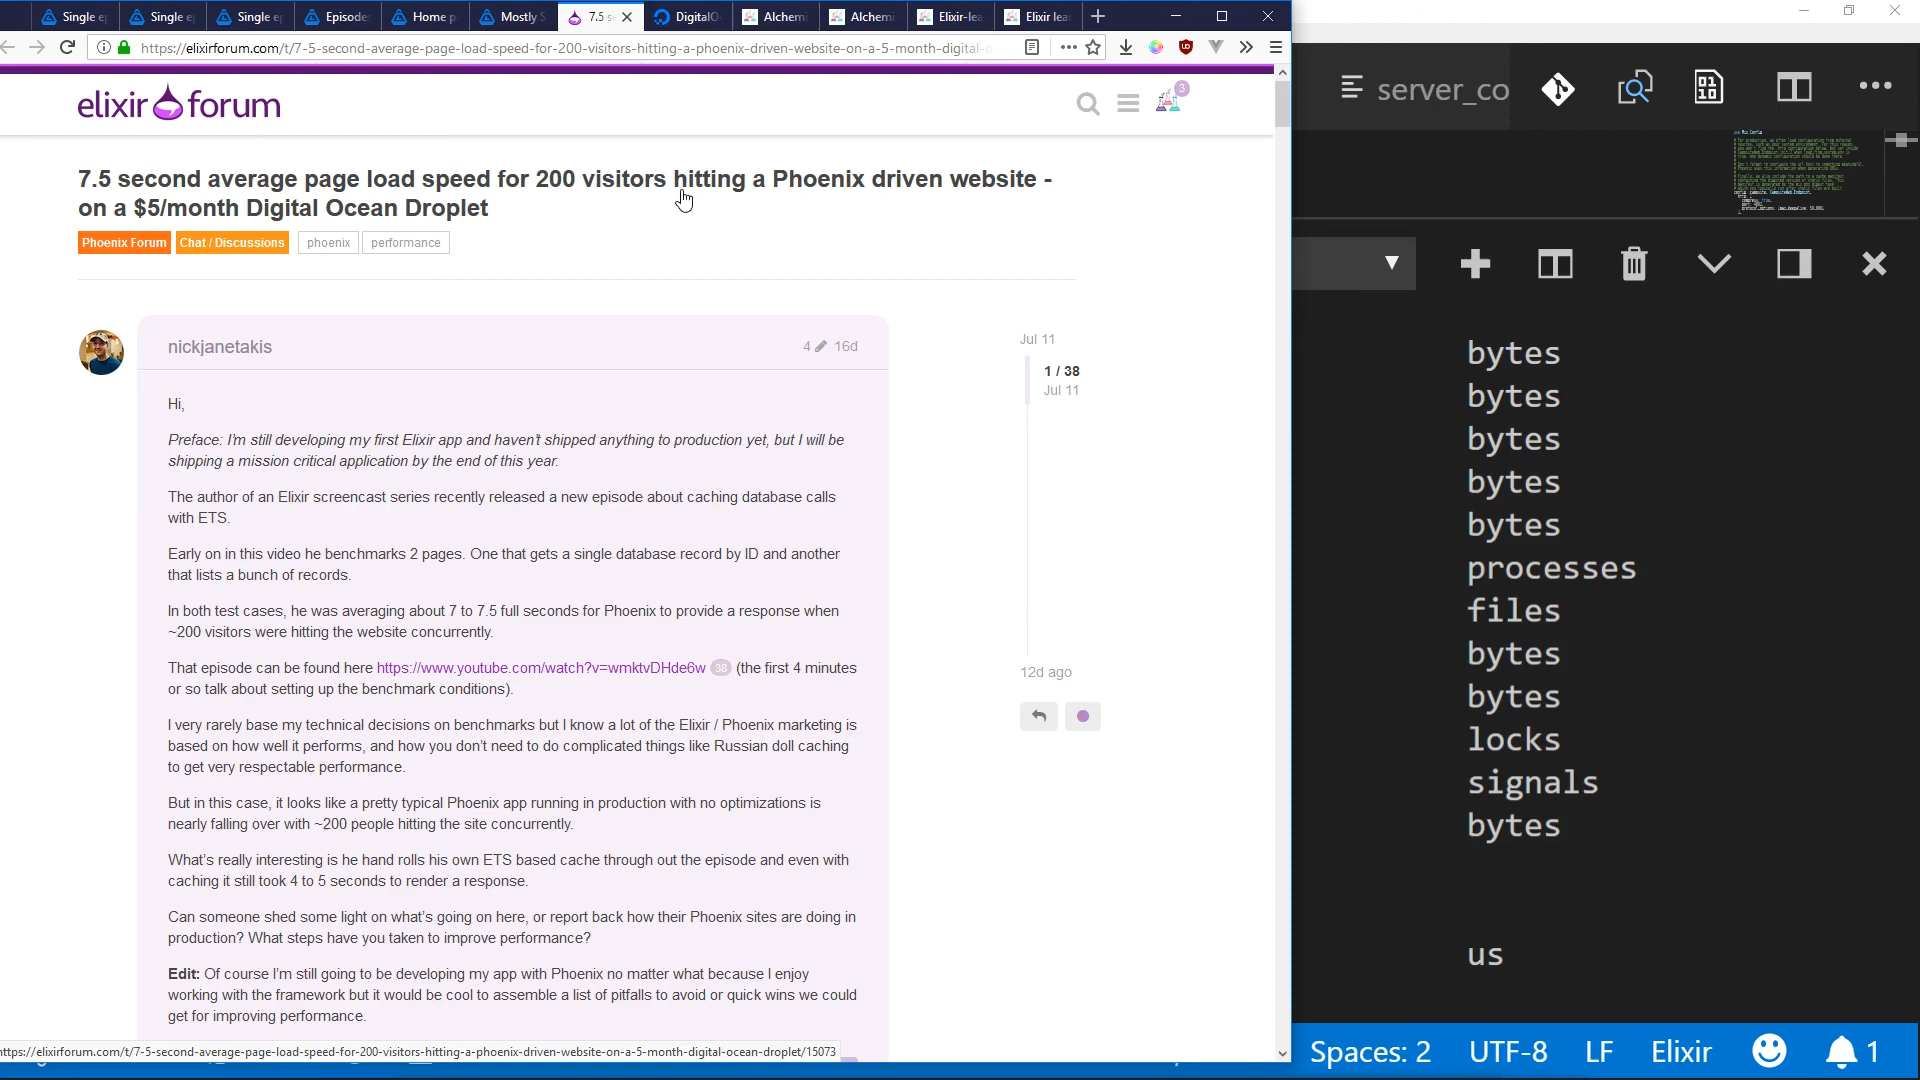 Single e
Single e
Single e
Episode
Home p
Mostly S
7.5 s
DigitalO
Alchemi
Alchemi
Elixir-lea
Elixir lea
https://elixirforum.com/t/7-5-second-average-page-load-speed-for-200-visitors-hitting-a-phoenix-driven-website-on-a-5-month-digital-o
elixir forum
3
7.5 second average page load speed for 200 visitors hitting a Phoenix driven website -
on a $5/month Digital Ocean Droplet
Phoenix Forum Chat / Discussions phoenix performance
nickjanetakis
4 16d
Hi,
Preface: I'm still developing my first Elixir app and haven't shipped anything to production yet, but I will be
shipping a mission critical application by the end of this year.
The author of an Elixir screencast series recently released a new episode about caching database calls
with ETS.
Early on in this video he benchmarks 2 pages. One that gets a single database record by ID and another
that lists a bunch of records.
In both test cases, he was averaging about 7 to 7.5 full seconds for Phoenix to provide a response when
~200 visitors were hitting the website concurrently.
That episode can be found here https://www.youtube.com/watch?v=wmktvDHde6w 38 (the first 4 minutes
or so talk about setting up the benchmark conditions).
I very rarely base my technical decisions on benchmarks but I know a lot of the Elixir / Phoenix marketing is
based on how well it performs, and how you don't need to do complicated things like Russian doll caching
to get very respectable performance.
But in this case, it looks like a pretty typical Phoenix app running in production with no optimizations is
nearly falling over with ~200 people hitting the site concurrently.
What's really interesting is he hand rolls his own ETS based cache through out the episode and even with
caching it still took 4 to 5 seconds to render a response.
Can someone shed some light on what's going on here, or report back how their Phoenix sites are doing in
production? What steps have you taken to improve performance?
Edit: Of course I'm still going to be developing my app with Phoenix no matter what because I enjoy
working with the framework but it would be cool to assemble a list of pitfalls to avoid or quick wins we could
get for improving performance.
Jul 11
1 / 38
Jul 11
12d ago
https://elixirforum.com/t/7-5-second-average-page-load-speed-for-200-visitors-hitting-a-phoenix-driven-website-on-a-5-month-digital-ocean-droplet/15073
server_co
bytes
bytes
bytes
bytes
bytes
processes
files
bytes
bytes
locks
signals
bytes
us
Spaces: 2 UTF-8 LF Elixir 1